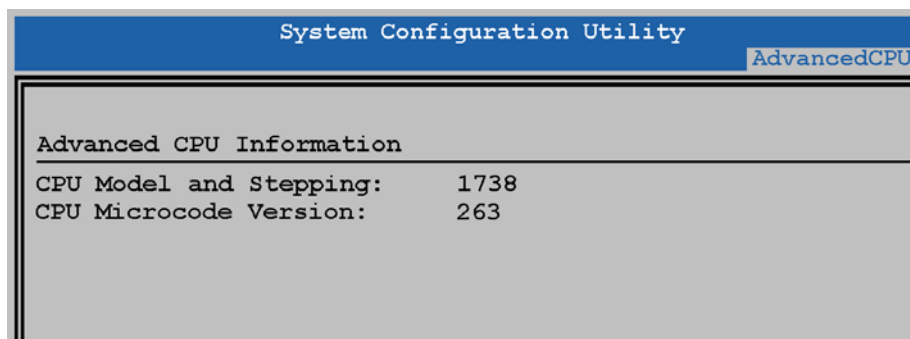 System Configuration Utility
AdvancedCPU
Advanced CPU Information
CPU Model and Stepping: 1738
CPU Microcode Version: 263